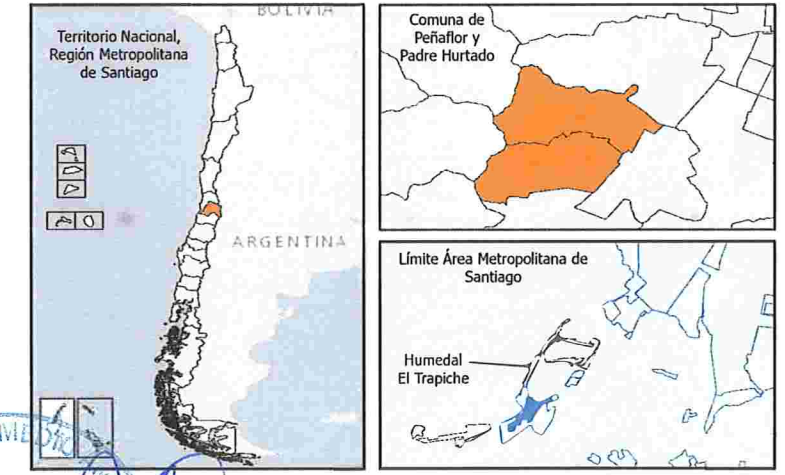 BOLIVIA
Territorio Nacional,
Región Metropolitana
de Santiago
ARGENTINA
Comuna de
Peñaflor y
Padre Hurtado
Límite Área Metropolitana de
Santiago
Humedal
El Trapiche